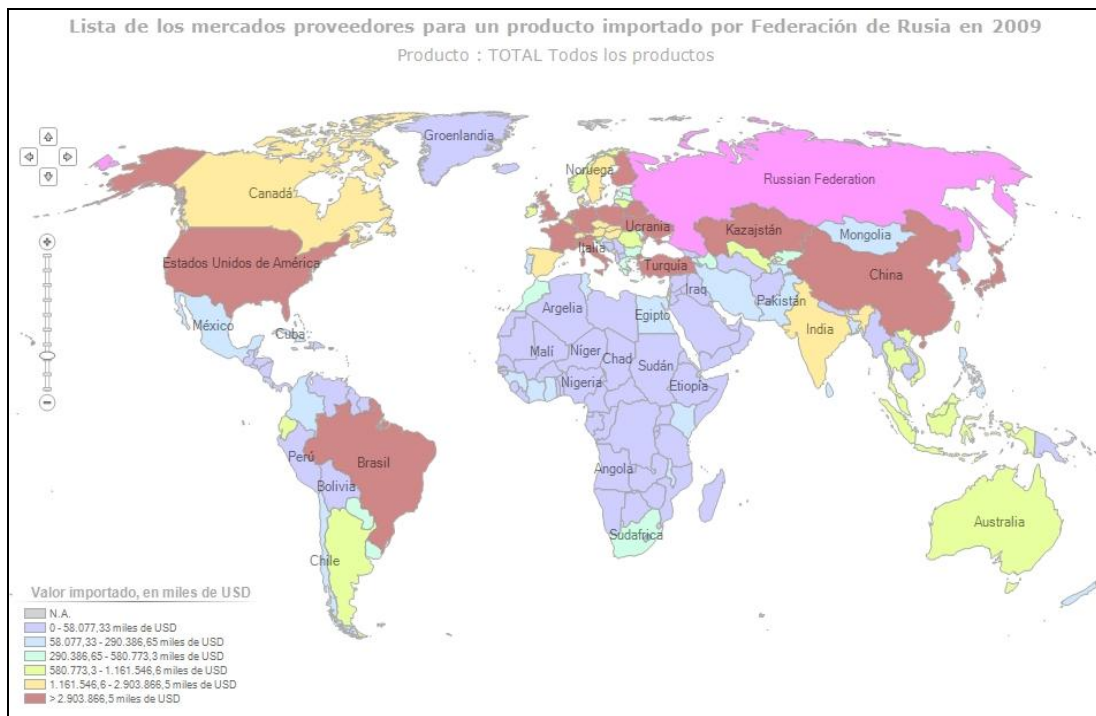 Lista de los mercados proveedores para un producto importado por Federación de Rusia en 2009
Producto : TOTAL Todos los productos
Groenlandia
Noruega
Russian Federation
Canadá
Ucrania
Kazajstán
Mongolia
Italia
Estados Unidos de América
Turquía
China
Iraq
Pakistán
Argelia
Egipto
México
India
Cuba
Malí
Níger
Chad
Sudán
Nigeria
Etiopía
Perú
Brasil
Angola
Bolivia
Australia
Sudafrica
Chile
Valor importado, en miles de USD
N.A.
0 - 58.077,33 miles de USD
58.077,33 - 290.386,65 miles de USD
290.386,65 - 580.773,3 miles de USD
580.773,3 - 1.161.546,6 miles de USD
1.161.546,6 - 2.903.866,5 miles de USD
> 2.903.866,5 miles de USD